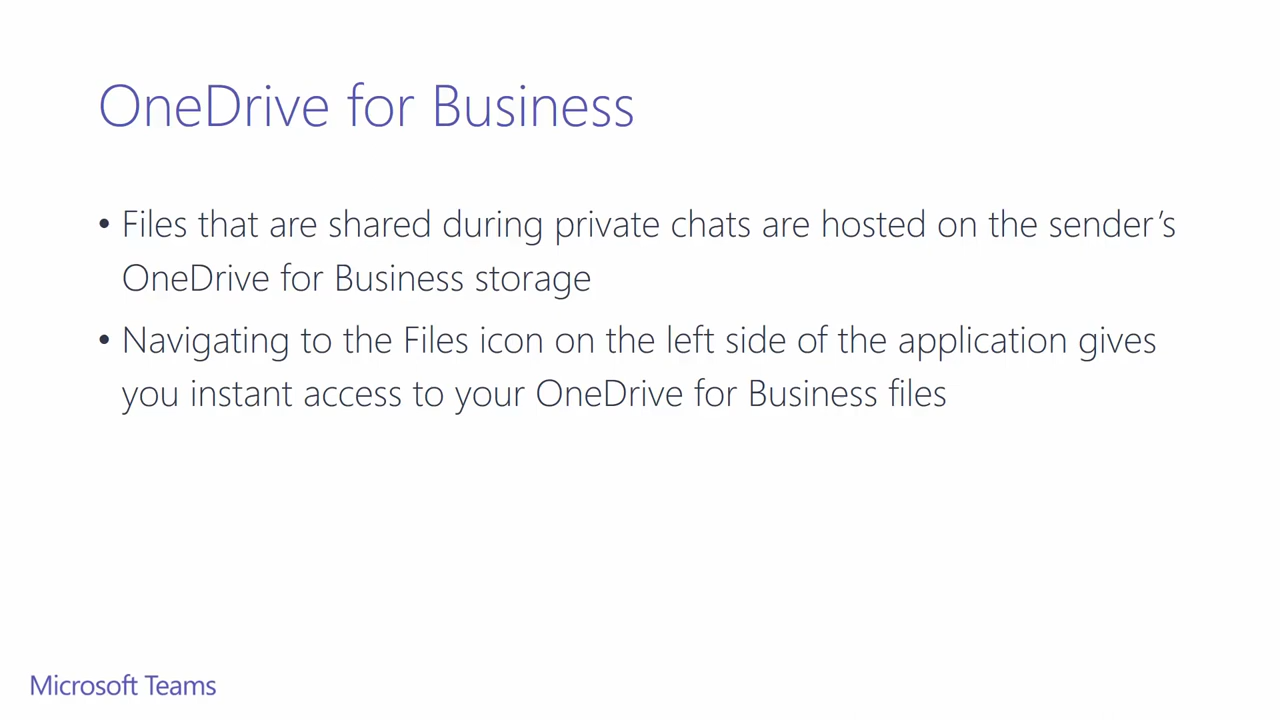 OneDrive for Business
• Files that are shared during private chats are hosted on the sender’s
OneDrive for Business storage
• Navigating to the Files icon on the left side of the application gives
you instant access to your OneDrive for Business files
Microsoft Teams